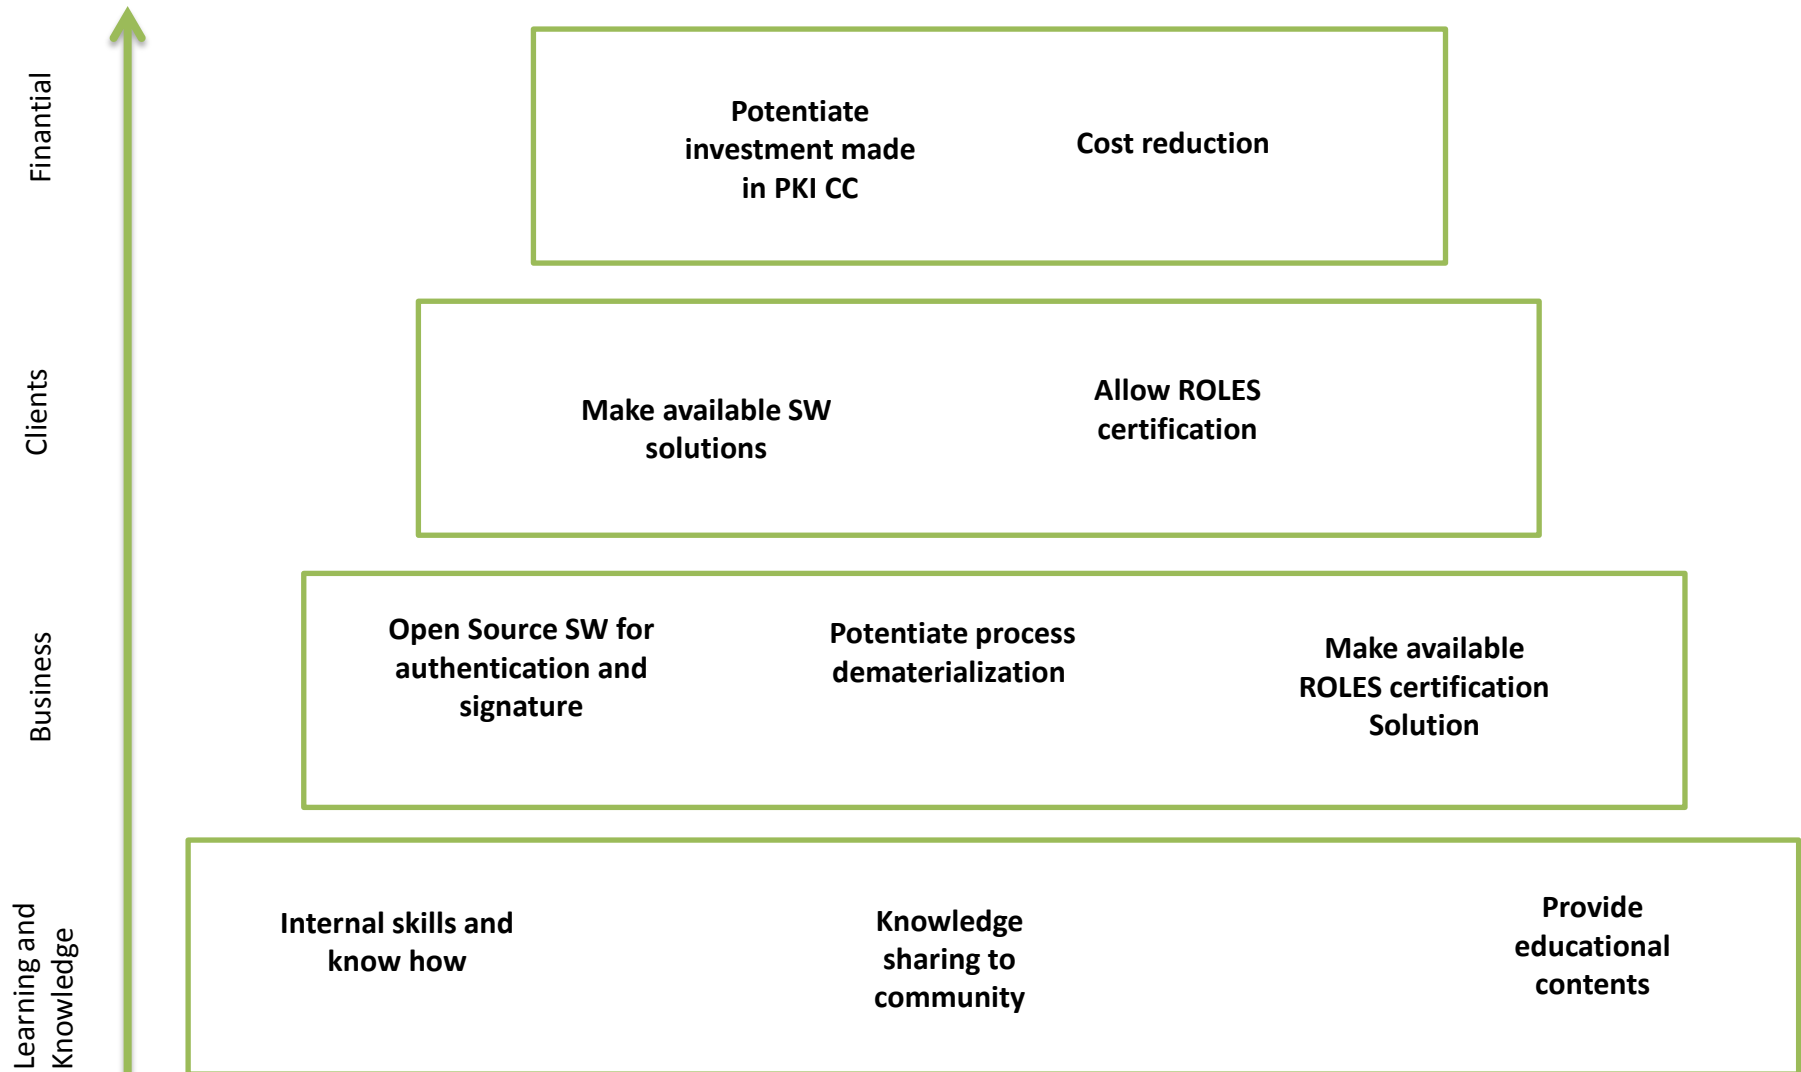 Finantial
Potentiate
investment made
in PKI CC
Cost reduction
Clients
Make available SW
solutions
Allow ROLES
certification
Business
Open Source SW for
authentication and
signature
Potentiate process
dematerialization
Make available
ROLES certification
Solution
Learning and
Knowledge
Internal skills and
know how
Knowledge
sharing to
community
Provide
educational
contents